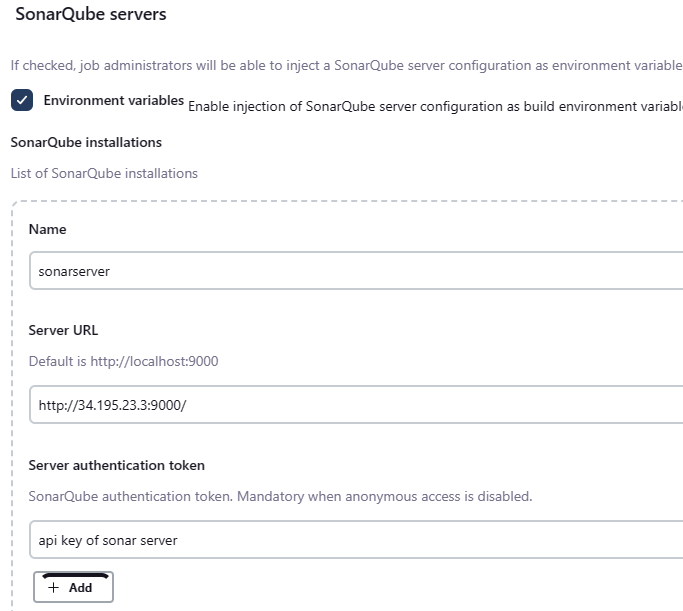 SonarQube servers
If checked, job administrators will be able to inject a SonarQube server configuration as environment variable
Environment variables Enable injection of SonarQube server configuration as build environment variabl
SonarQube installations
List of SonarQube installations
Name
sonarserver
Server URL
Default is http://localhost:9000
http://34.195.23.3:9000/
Server authentication token
SonarQube authentication token. Mandatory when anonymous access is disabled.
api key of sonar server
+ Add